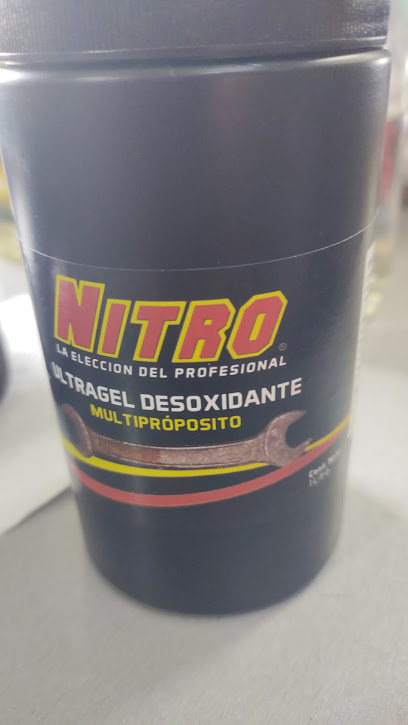 NITRO
LA ELECCION DEL PROFESIONAL
ULTRAGEL DESOXIDANTE
MULTIPRÓPOSITO